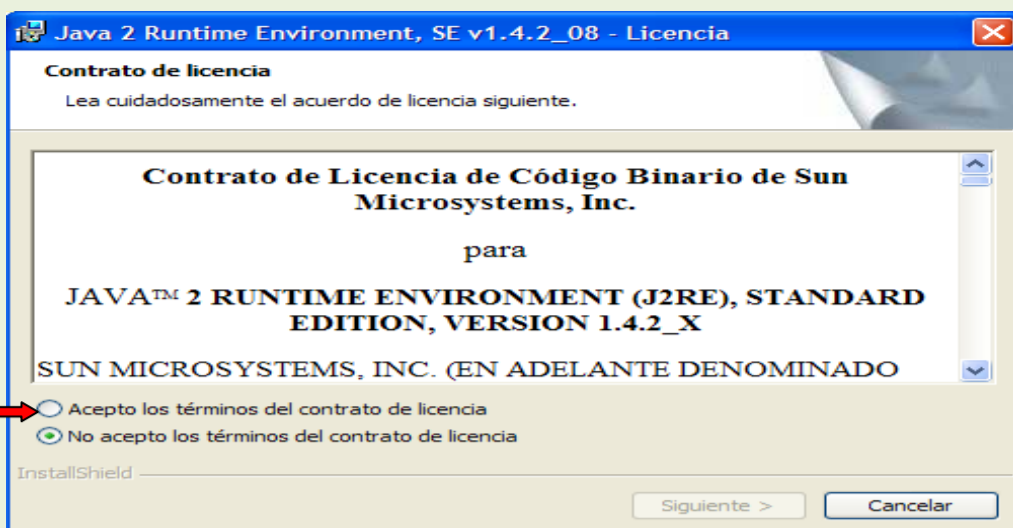 Java 2 Runtime Environment, SE v1.4.2_08 - Licencia
Contrato de licencia
Lea cuidadosamente el acuerdo de licencia siguiente.
Contrato de Licencia de Código Binario de Sun
Microsystems, Inc.
para
JAVA™ 2 RUNTIME ENVIRONMENT (J2RE), STANDARD
EDITION, VERSION 1.4.2_X
SUN MICROSYSTEMS, INC. (EN ADELANTE DENOMINADO
Acepto los términos del contrato de licencia
No acepto los términos del contrato de licencia
InstallShield
Siguiente > Cancelar